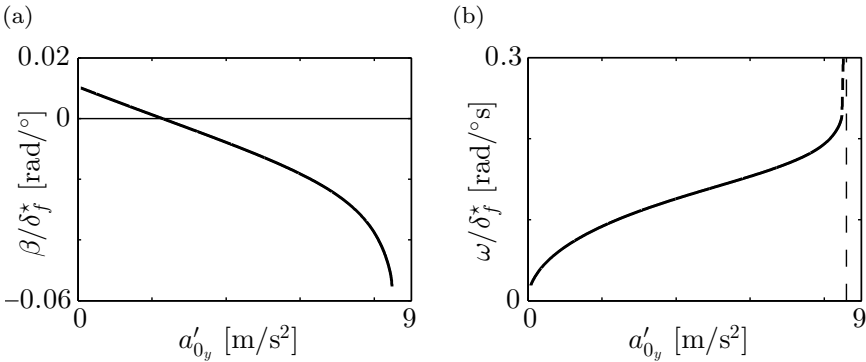 (a)
0.02
0
−0.06
β/δ⋆f [rad/°]
0
9
a′0y [m/s2]
(b)
0.3
0
ω/δ⋆f [rad/°s]
0
9
a′0y [m/s2]